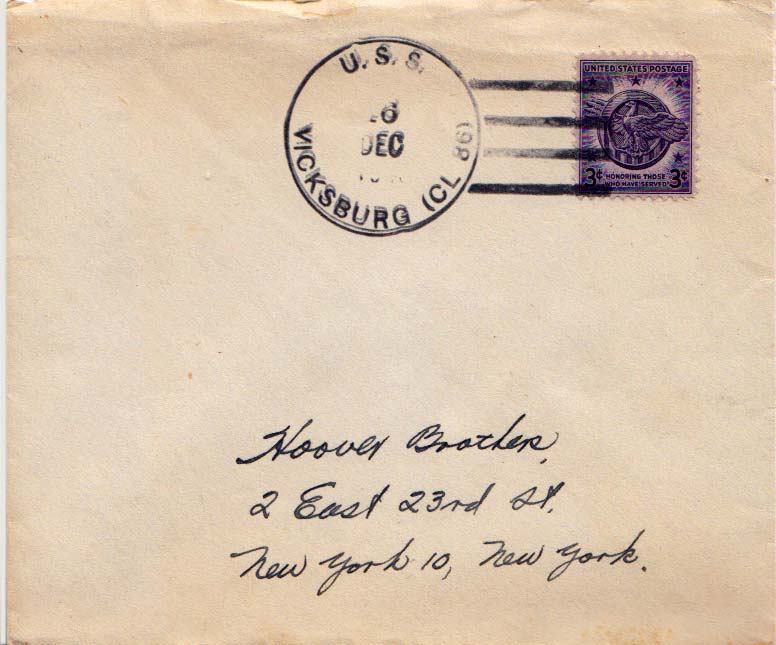 U.S.S.
DEC
VICKSBURG (CL 86)
UNITED STATES POSTAGE
3¢ HONORING THOSE WHO HAVE SERVED 3¢
Hoover Brothers,
2 East 23rd St.
New York 10, New York.